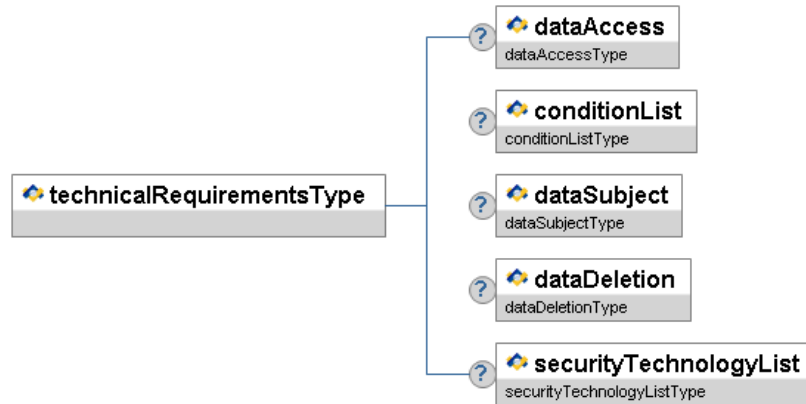 ? dataAccess
dataAccessType
? conditionList
conditionListType
technicalRequirementsType
? dataSubject
dataSubjectType
? dataDeletion
dataDeletionType
? securityTechnologyList
securityTechnologyListType